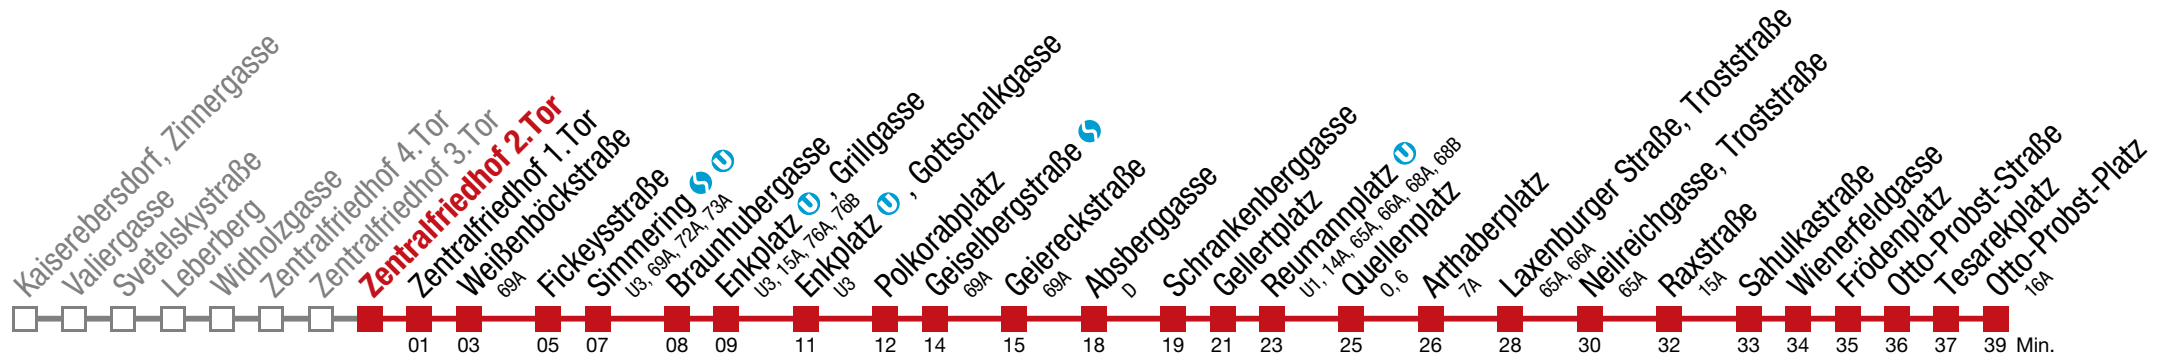 Kaiserebersdorf, Zinnergasse
Valiergasse
Svetelskystraße
Leberberg
Widholzgasse
Zentralfriedhof 4.Tor
Zentralfriedhof 3.Tor
Zentralfriedhof 2.Tor
Zentralfriedhof 1.Tor
Weißenböckstraße
69A
Fickeysstraße
Simmering S U
U3, 69A, 72A, 73A
Braunhubergasse
Enkplatz U , Grillgasse
U3, 15A, 76A, 76B
Enkplatz U , Gottschalkgasse
U3
Polkorabplatz
Geiselbergstraße S
69A
Geiereckstraße
69A
Absberggasse
D
Schrankenberggasse
Gellertplatz
Reumannplatz U
U1, 14A, 65A, 66A, 68A, 68B
Quellenplatz
O, 6
Arthaberplatz
7A
Laxenburger Straße, Troststraße
65A, 66A
Neilreichgasse, Troststraße
65A
Raxstraße
15A
Sahulkastraße
Wienerfeldgasse
Frödenplatz
Otto-Probst-Straße
Tesarekplatz
Otto-Probst-Platz
16A
01 03 05 07 08 09 11 12 14 15 18 19 21 23 25 26 28 30 32 33 34 35 36 37 39 Min.